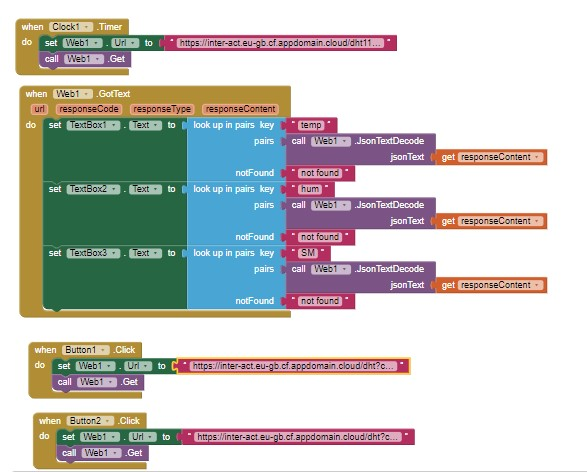 when Clock1 .Timer
do set Web1 . Url to " https://inter-act.eu-gb.cf.appdomain.cloud/dht11... "
call Web1 .Get
when Web1 .GotText
url responseCode responseType responseContent
do set TextBox1 . Text to look up in pairs key " temp "
pairs call Web1 .JsonTextDecode
jsonText get responseContent
notFound " not found "
set TextBox2 . Text to look up in pairs key " hum "
pairs call Web1 .JsonTextDecode
jsonText get responseContent
notFound " not found "
set TextBox3 . Text to look up in pairs key " SM "
pairs call Web1 .JsonTextDecode
jsonText get responseContent
notFound " not found "
when Button1 .Click
do set Web1 . Url to " https://inter-act.eu-gb.cf.appdomain.cloud/dht?c... "
call Web1 .Get
when Button2 .Click
do set Web1 . Url to " https://inter-act.eu-gb.cf.appdomain.cloud/dht?c... "
call Web1 .Get